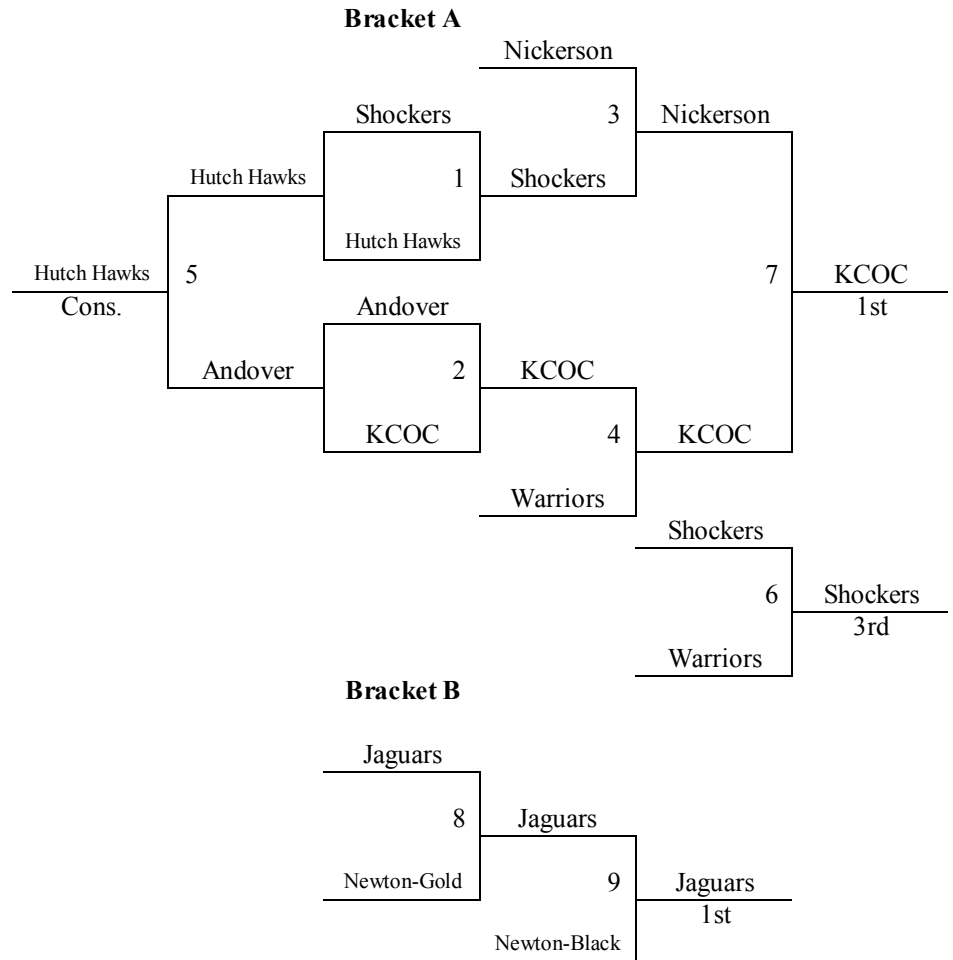 Bracket A
Nickerson
Shockers
3
Nickerson
Hutch Hawks
1
Shockers
Hutch Hawks
Hutch Hawks
5
7
KCOC
Cons.
Andover
1st
Andover
2
KCOC
KCOC
4
KCOC
Warriors
Shockers
6
Shockers
3rd
Warriors
Bracket B
Jaguars
8
Jaguars
Newton-Gold
9
Jaguars
1st
Newton-Black